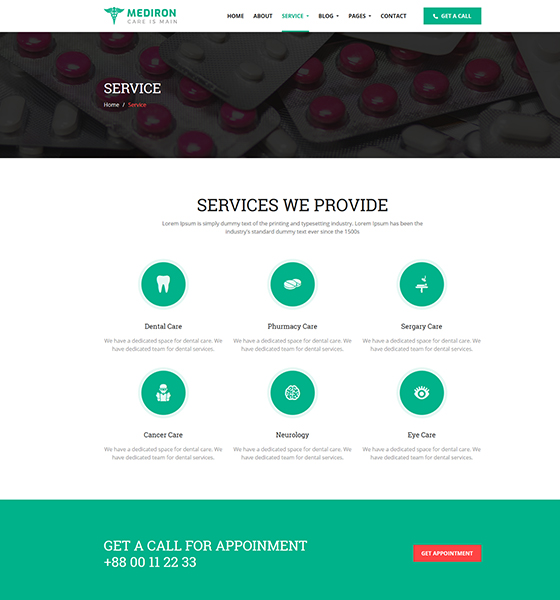 MEDIRON
CARE IS MAIN
HOME ABOUT SERVICE BLOG PAGES CONTACT GET A CALL
SERVICE
Home / Service
SERVICES WE PROVIDE
Lorem Ipsum is simply dummy text of the printing and typesetting industry. Lorem Ipsum has been the
industry's standard dummy text ever since the 1500s
Dental Care Phurmacy Care Sergary Care
We have a dedicated space for dental care. We We have a dedicated space for dental care. We We have a dedicated space for dental care. We
have dedicated team for dental services. have dedicated team for dental services. have dedicated team for dental services.
Cancer Care Neurology Eye Care
We have a dedicated space for dental care. We We have a dedicated space for dental care. We We have a dedicated space for dental care. We
have dedicated team for dental services. have dedicated team for dental services. have dedicated team for dental services.
GET A CALL FOR APPOINMENT
+88 00 11 22 33
GET APPOINTMENT